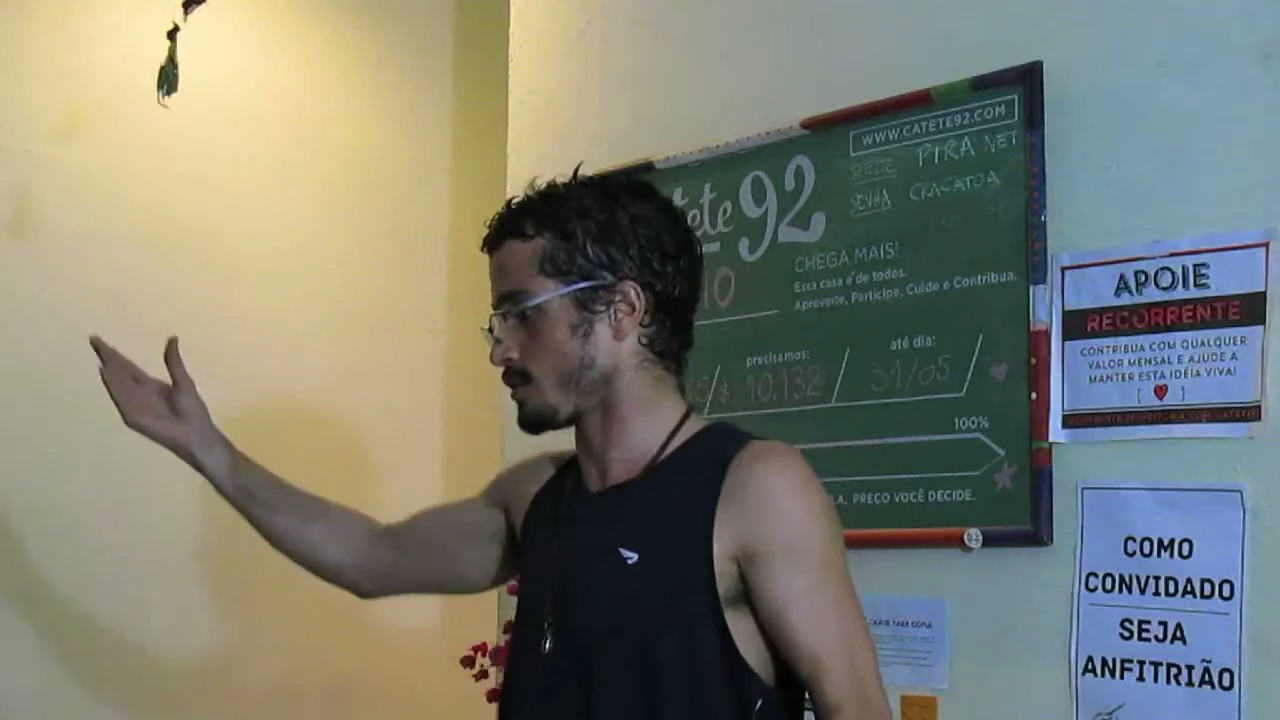 WWW.CATETE92.COM
REDE PIRA NET
SENHA CRACATOA
tete 92
10
CHEGA MAIS!
Essa casa é de todos.
Aproveite, Participe, Cuide e Contribua.
precisamos:
até dia:
$ 10.132
31/05
100%
PREÇO VOCÊ DECIDE.
APOIE
RECORRENTE
CONTRIBUA COM QUALQUER
VALOR MENSAL E AJUDE A
MANTER ESTA IDÉIA VIVA!
COMO
CONVIDADO
SEJA
ANFITRIÃO